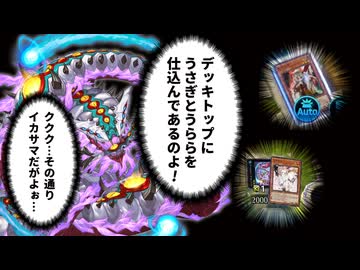 デッキトップに
うさぎとうららを
仕込んであるのよ！
ククク…その通り
イカサマだがよぉ…
Auto
1
2000